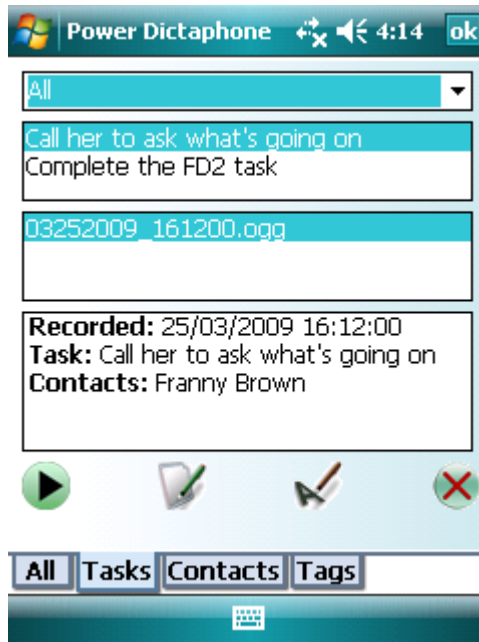 Power Dictaphone 4:14 ok
All
Call her to ask what's going on
Complete the FD2 task
03252009_161200.ogg
Recorded: 25/03/2009 16:12:00
Task: Call her to ask what's going on
Contacts: Franny Brown
All Tasks Contacts Tags